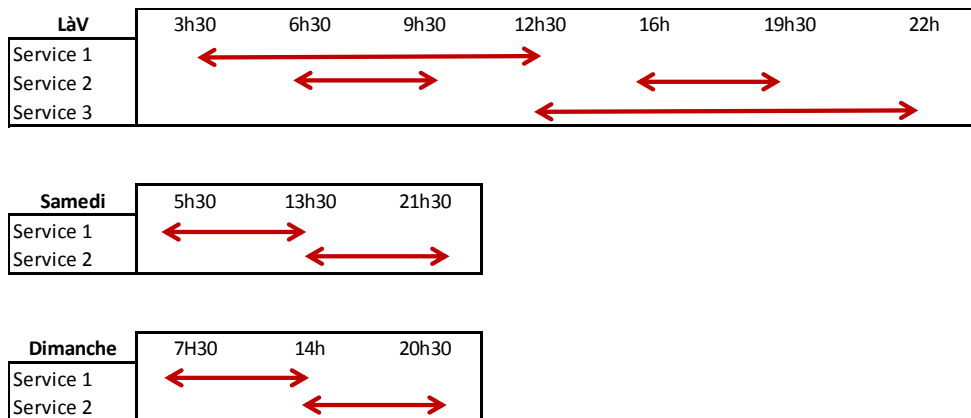 LàV 3h30 6h30 9h30 12h30 16h 19h30 22h
Service 1
Service 2
Service 3
Samedi 5h30 13h30 21h30
Service 1
Service 2
Dimanche 7H30 14h 20h30
Service 1
Service 2